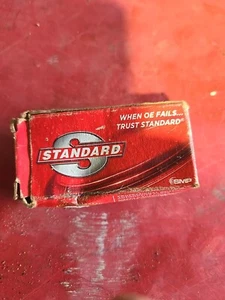 WHEN OE FAILS...
TRUST STANDARD®
S
STANDARD
SMP